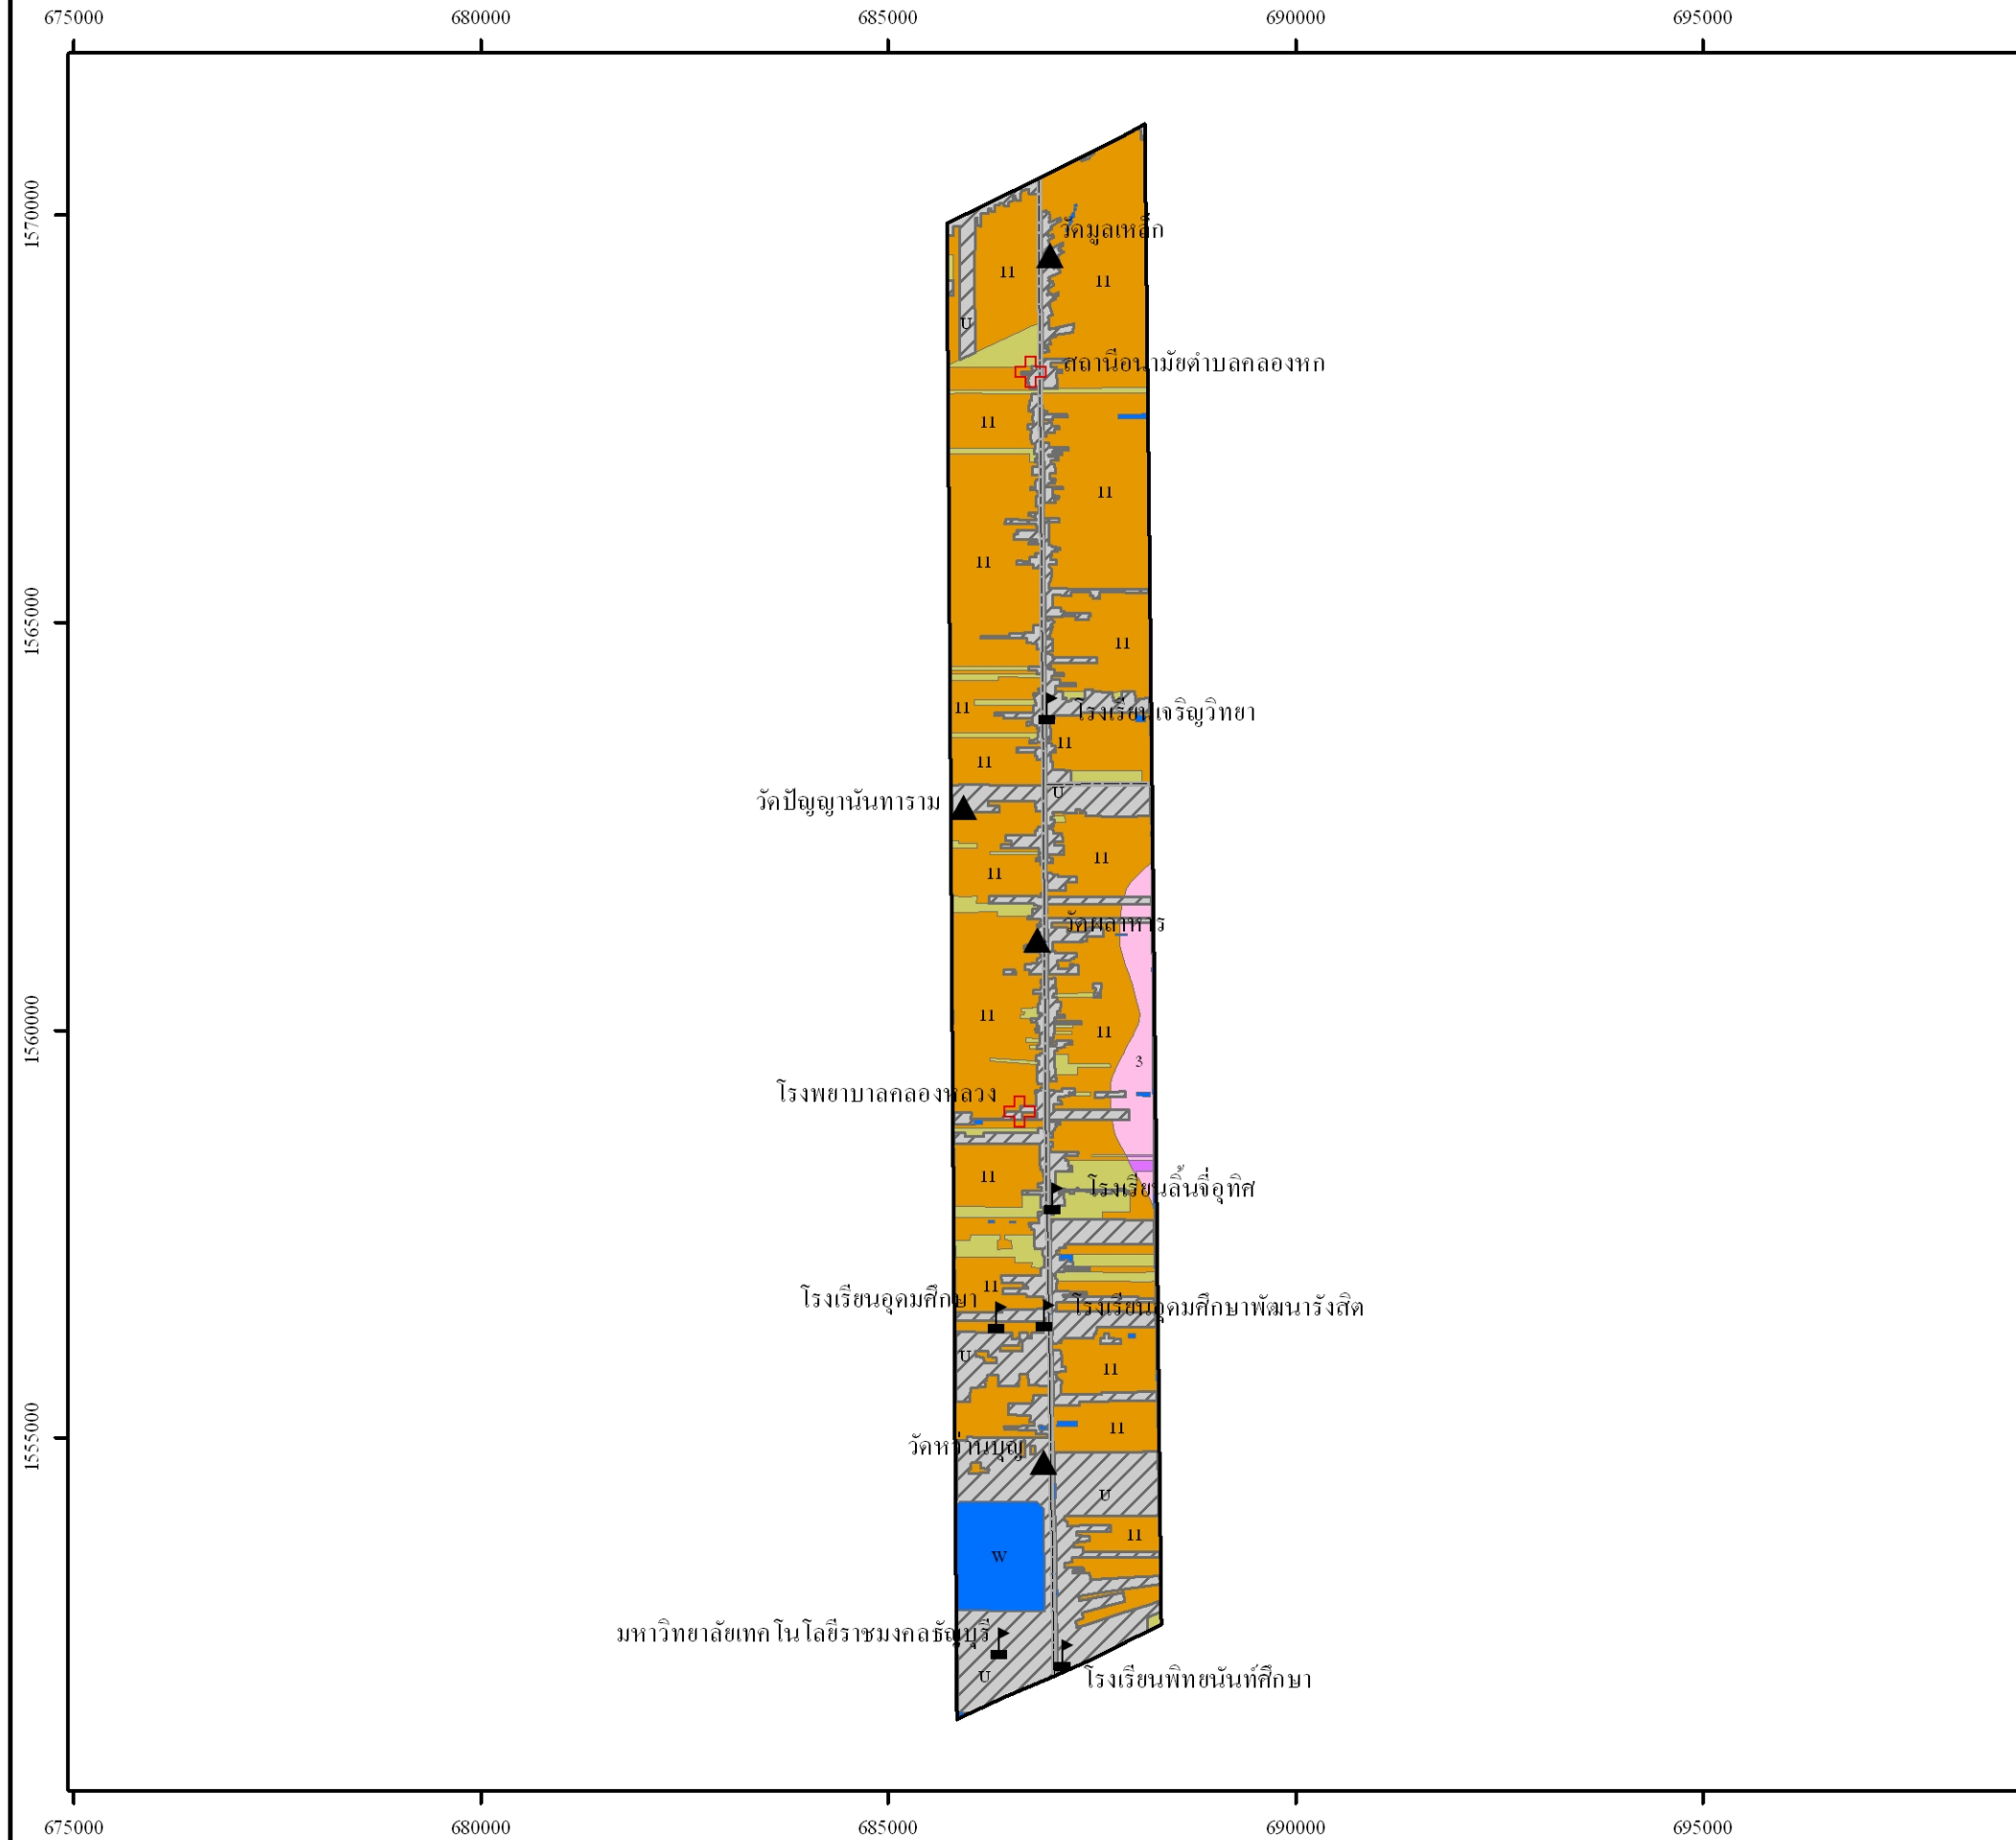 675000 680000 685000 690000 695000
1570000
วัดมูลเหล็ก
11 11
U
สถานีอนามัยตำบลคลองหก
11
11
11
1565000
11
11
โรงเรียนเจริญวิทยา
11
11
U
วัดปัญญานันทาราม
11
11
วัดผลาหาร
11
1560000
11
3
โรงพยาบาลคลองหลวง
11
โรงเรียนลิ้นจี่อุทิศ
11
โรงเรียนอุดมศึกษา
โรงเรียนอุดมศึกษาพัฒนารังสิต
U
11
11
1555000
วัดหว่านบุญ
U
11
W
มหาวิทยาลัยเทคโนโลยีราชมงคลธัญบุรี
U
โรงเรียนพิทยนันท์ศึกษา
675000 680000 685000 690000 695000